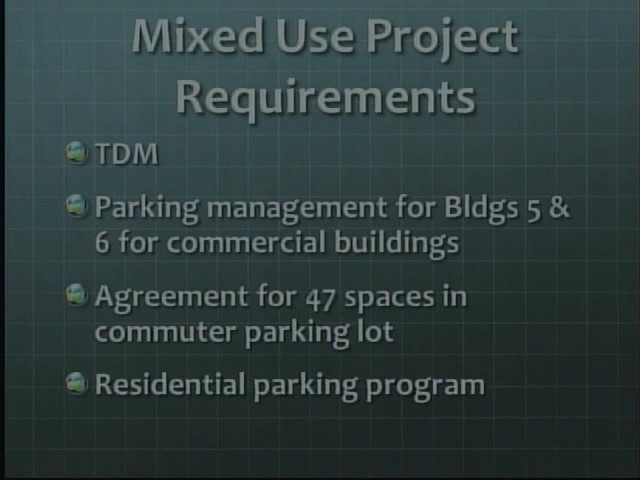 Mixed Use Project
Requirements
TDM
Parking management for Bldgs 5 &
6 for commercial buildings
Agreement for 47 spaces in
commuter parking lot
Residential parking program